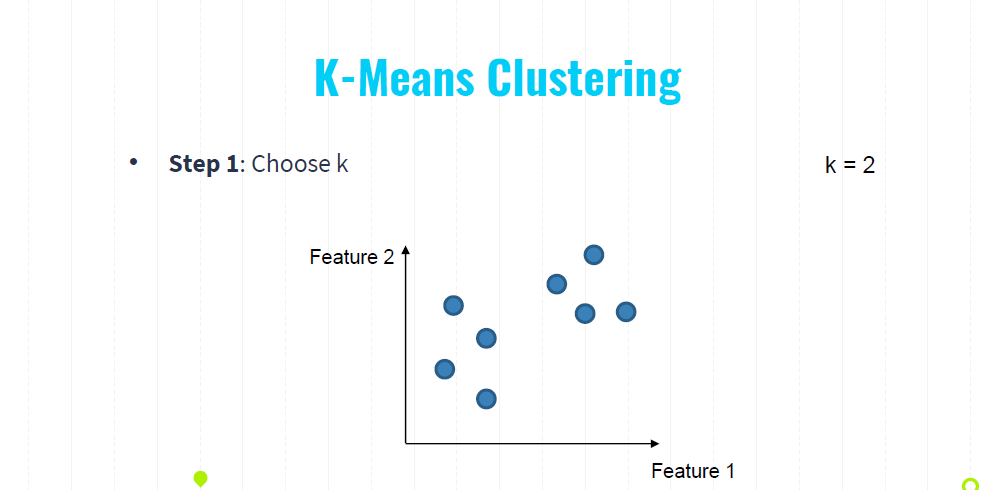 K-Means Clustering
• Step 1: Choose k
k = 2
Feature 2
Feature 1